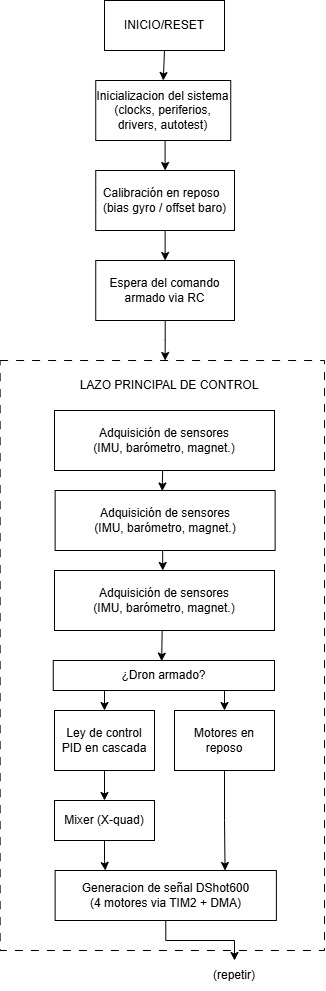 INICIO/RESET
Inicializacion del sistema
(clocks, periferios,
drivers, autotest)
Calibración en reposo
(bias gyro / offset baro)
Espera del comando
armado via RC
LAZO PRINCIPAL DE CONTROL
Adquisición de sensores
(IMU, barómetro, magnet.)
Adquisición de sensores
(IMU, barómetro, magnet.)
Adquisición de sensores
(IMU, barómetro, magnet.)
¿Dron armado?
Ley de control
PID en cascada
Motores en
reposo
Mixer (X-quad)
Generacion de señal DShot600
(4 motores via TIM2 + DMA)
(repetir)